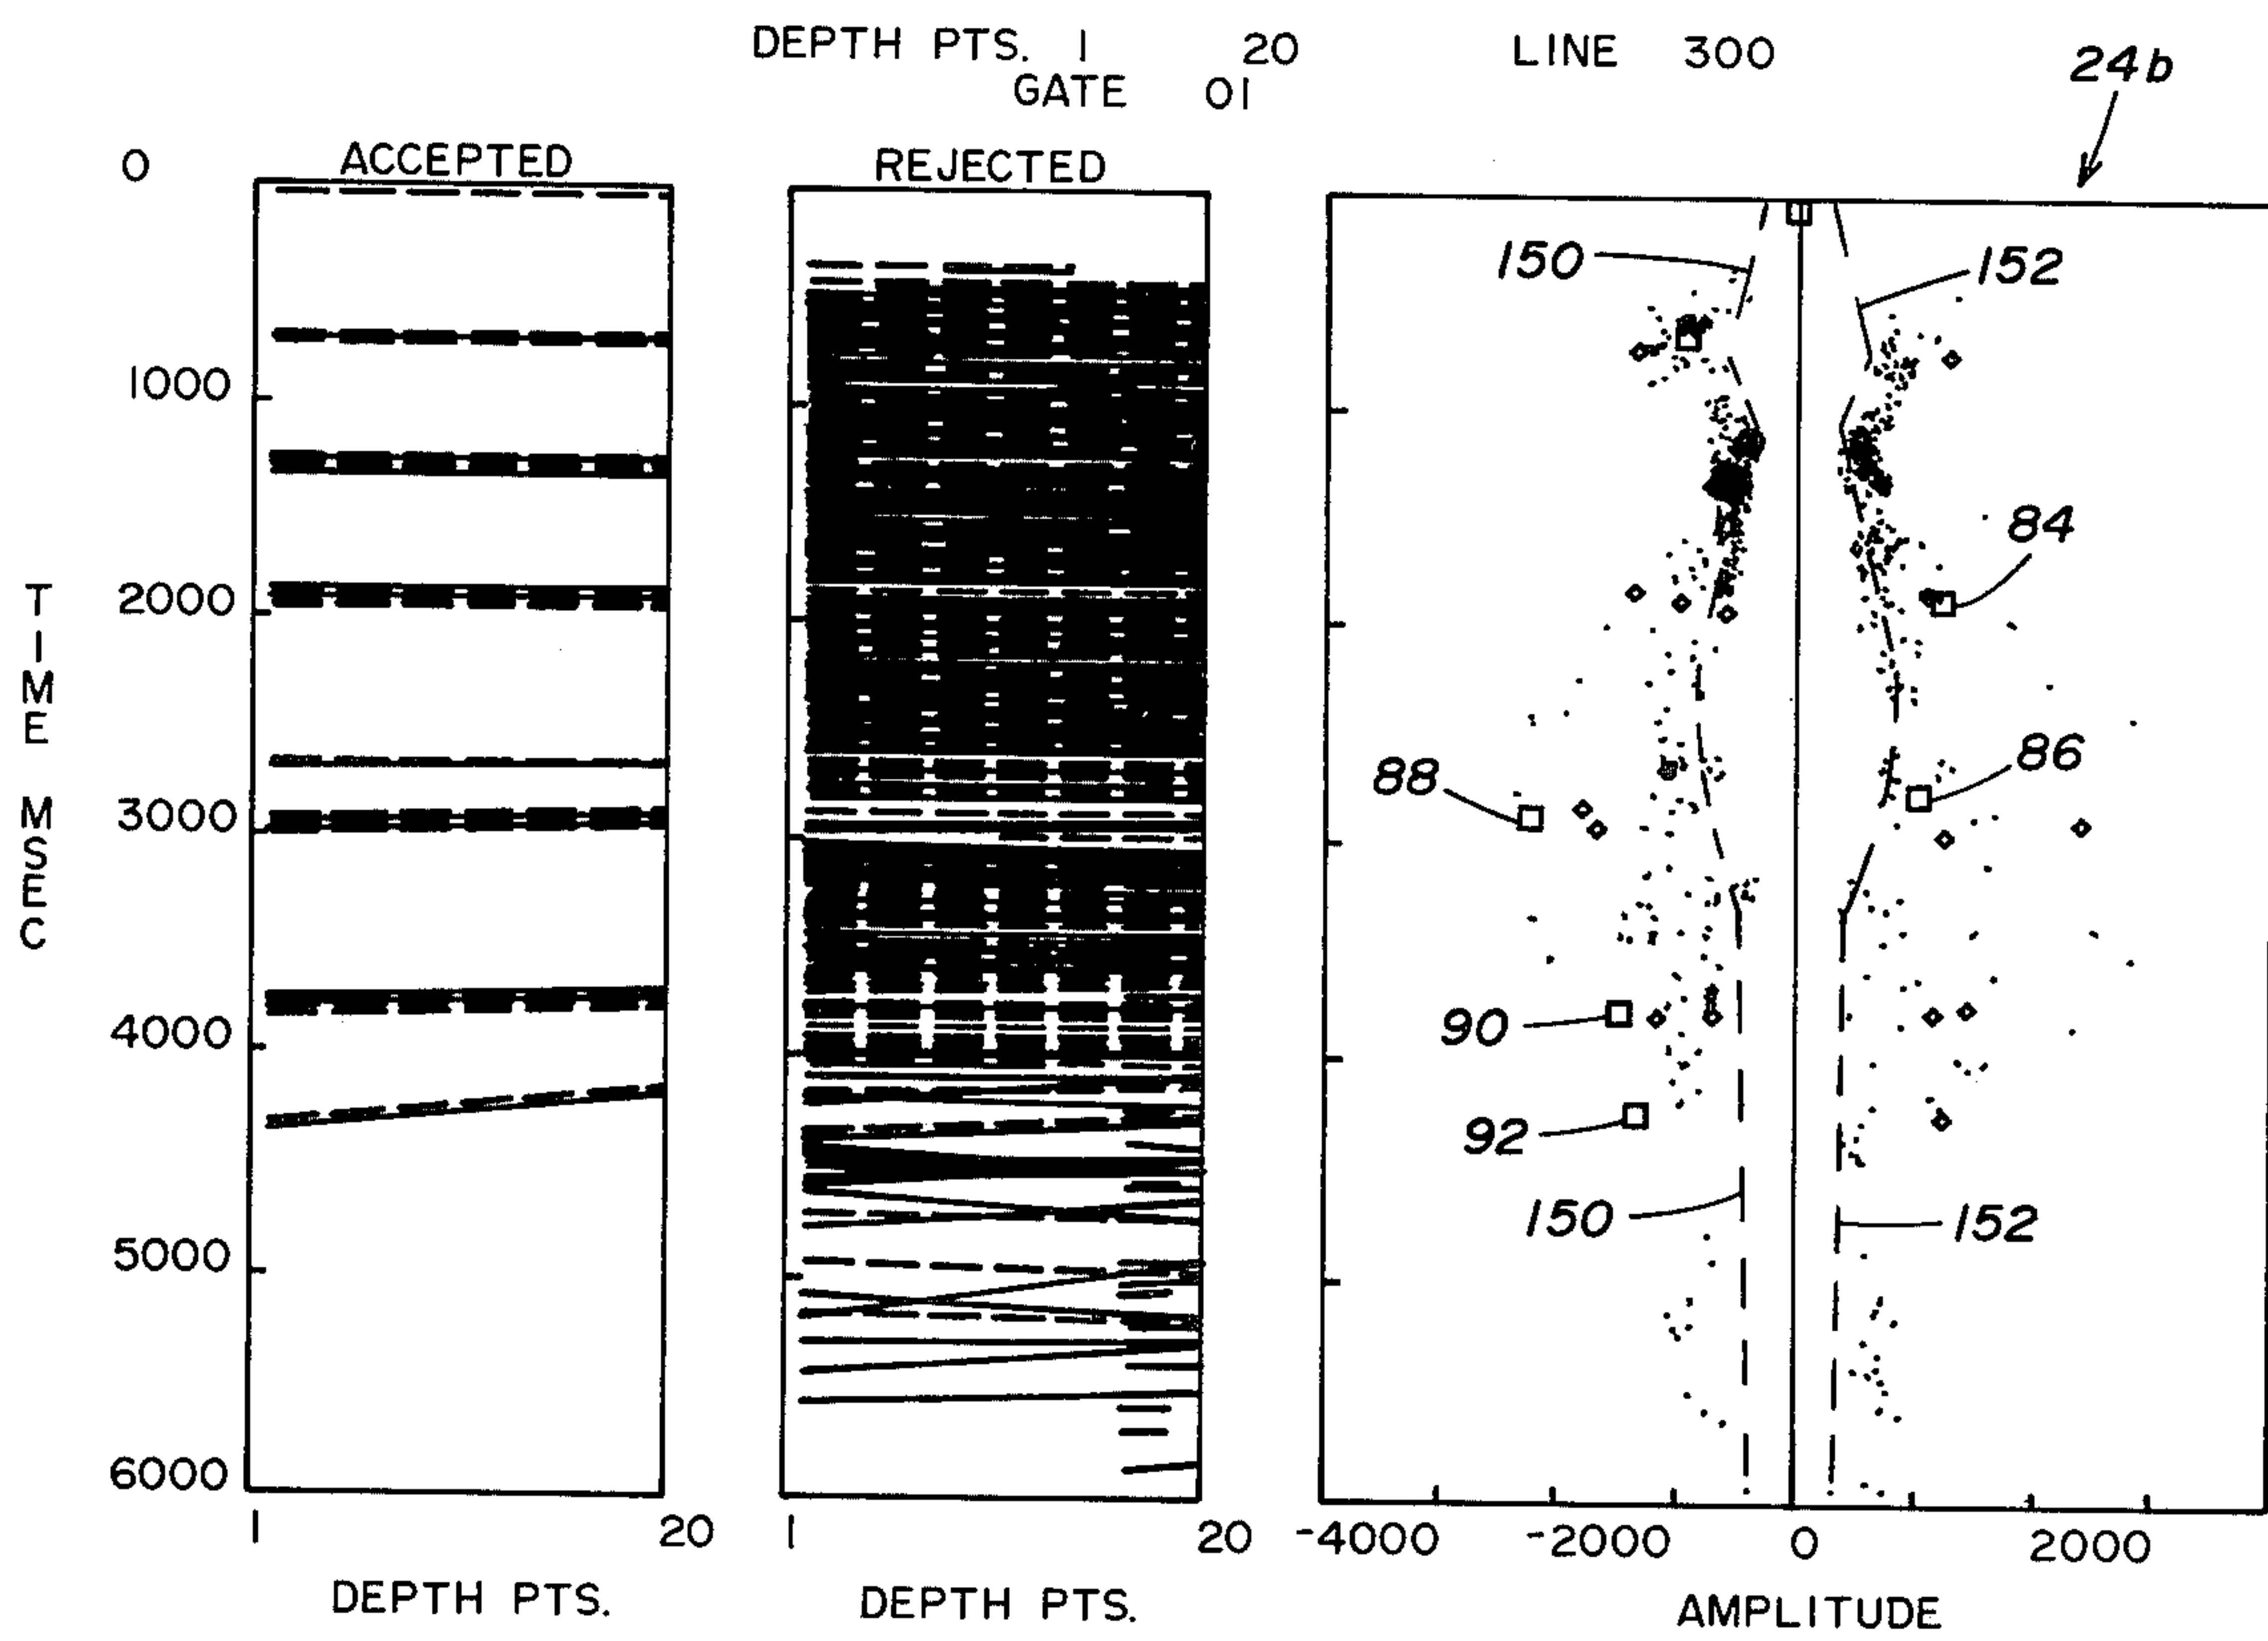 DEPTH PTS. 1 20 LINE 300
GATE 01
24b
ACCEPTED
REJECTED
0
1000
2000
3000
4000
5000
6000
TIME MSEC
150
152
84
86
88
90
92
150
152
1 20
1 20
-4000 -2000 0 2000
DEPTH PTS.
DEPTH PTS.
AMPLITUDE